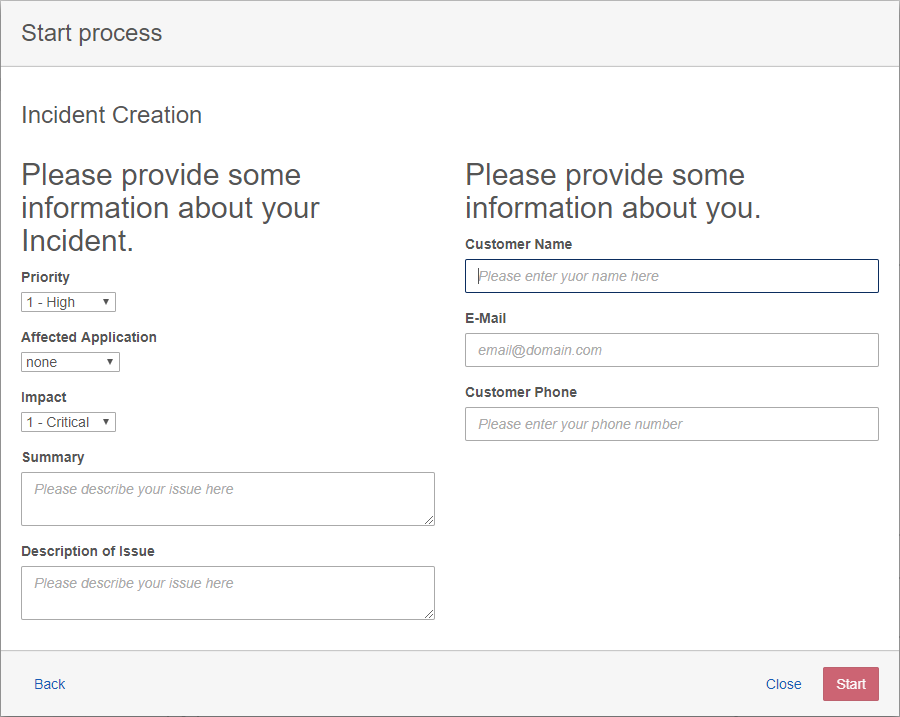 Start process
Incident Creation
Please provide some
information about your
Incident.
Priority
1 - High
Affected Application
none
Impact
1 - Critical
Summary
Please describe your issue here
Description of Issue
Please describe your issue here
Please provide some
information about you.
Customer Name
Please enter yuor name here
E-Mail
email@domain.com
Customer Phone
Please enter your phone number
Back
Close
Start